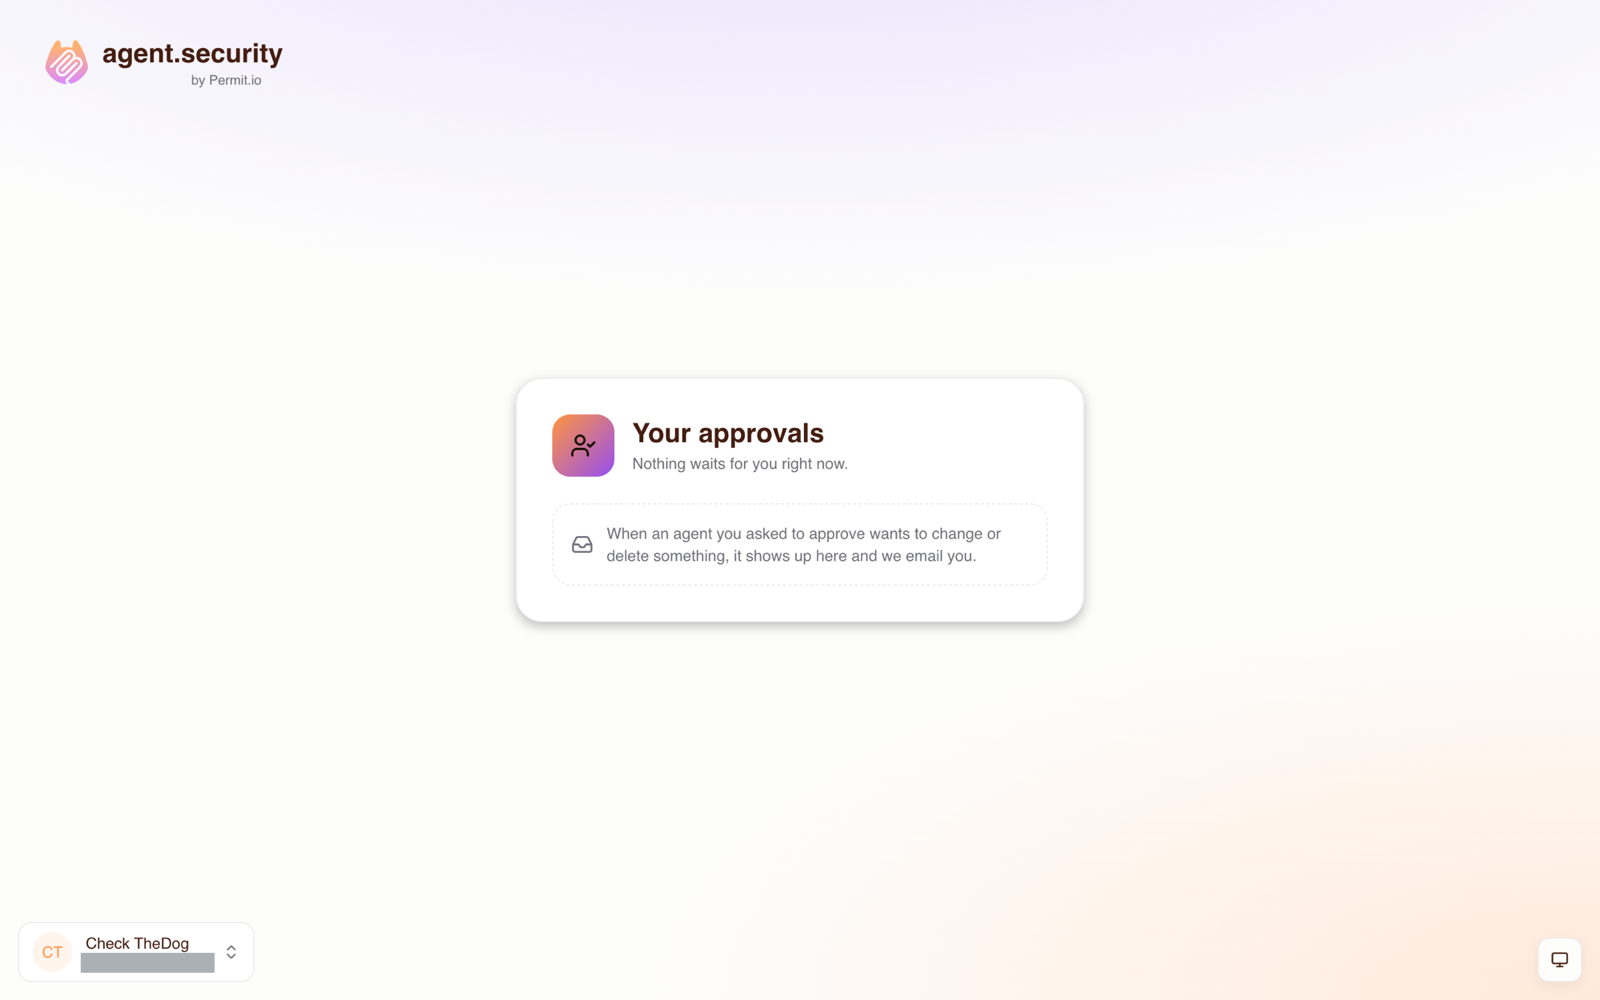 agent.security
by Permit.io
Your approvals
Nothing waits for you right now.
When an agent you asked to approve wants to change or
delete something, it shows up here and we email you.
CT
Check TheDog